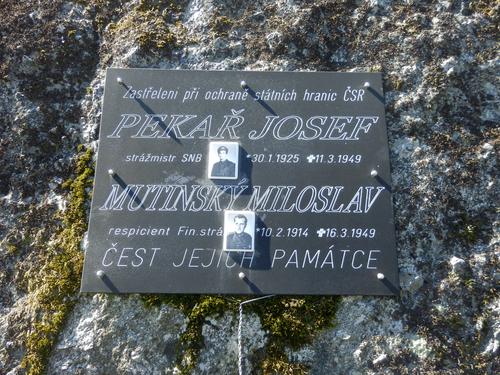 Zastřeleni při ochraně státních hranic ČSR
PEKAŘ JOSEF
strážmistr SNB *30.1.1925 ✚11.3.1949
MUTINSKÝ MILOSLAV
respicient Fin.strá *10.2.1914 ✚16.3.1949
ČEST JEJICH PAMÁTCE